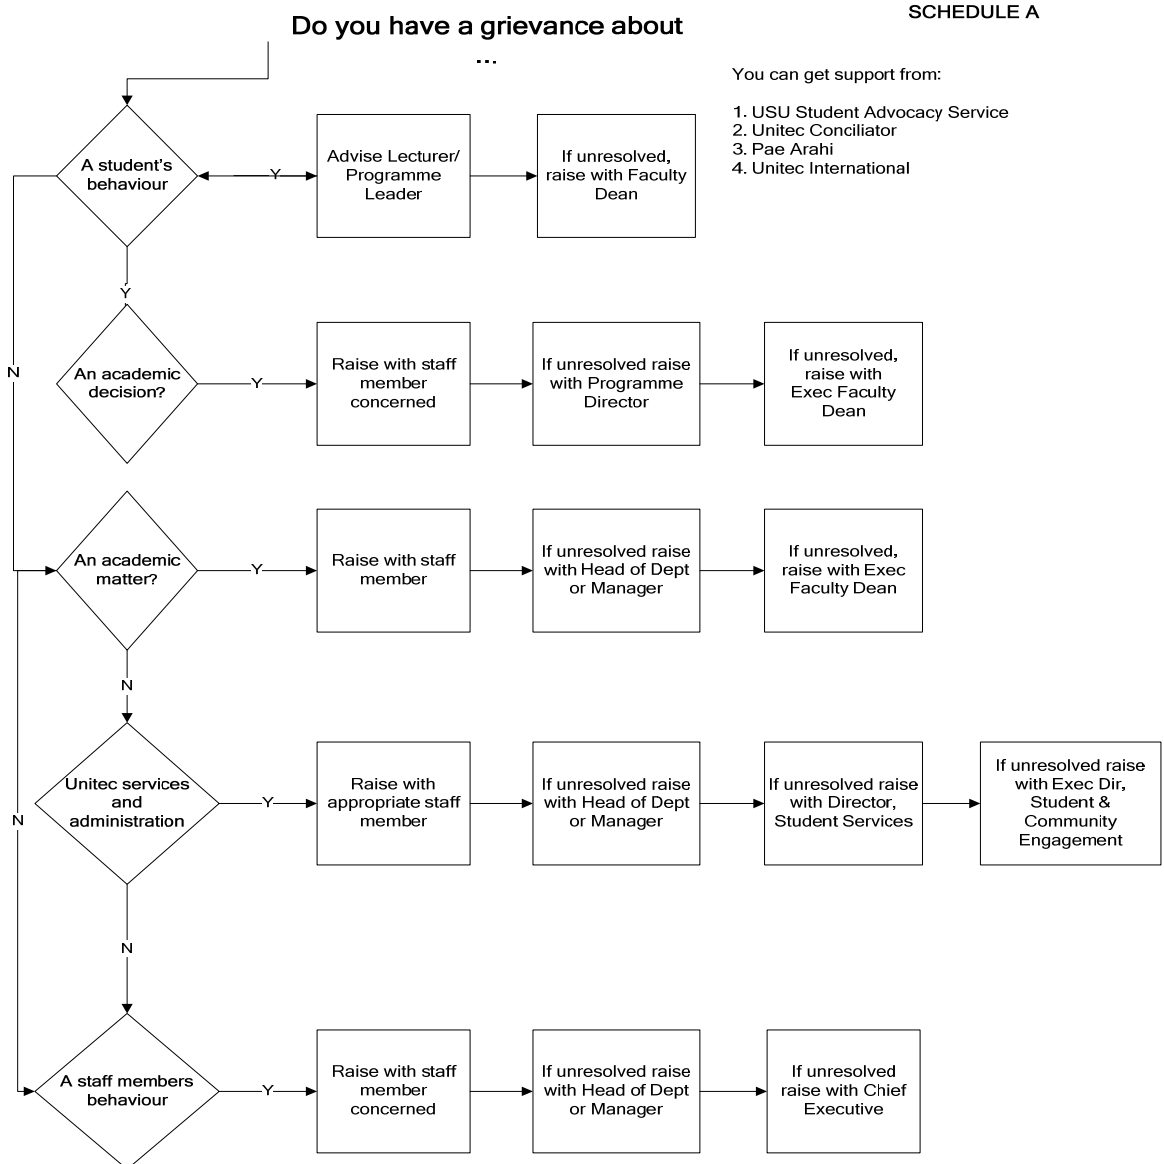 Do you have a grievance about
...
SCHEDULE A
You can get support from:
1. USU Student Advocacy Service
2. Unitec Conciliator
3. Pae Arahi
4. Unitec International
A student's
behaviour
Y
Advise Lecturer/
Programme
Leader
If unresolved,
raise with Faculty
Dean
Y
N
An academic
decision?
Y
Raise with staff
member
concerned
If unresolved raise
with Programme
Director
If unresolved,
raise with
Exec Faculty
Dean
An academic
matter?
Y
Raise with staff
member
If unresolved raise
with Head of Dept
or Manager
If unresolved,
raise with Exec
Faculty Dean
N
Unitec services
and
administration
Y
Raise with
appropriate staff
member
If unresolved raise
with Head of Dept
or Manager
If unresolved raise
with Director,
Student Services
If unresolved raise
with Exec Dir,
Student &
Community
Engagement
N
N
A staff members
behaviour
Y
Raise with staff
member
concerned
If unresolved raise
with Head of Dept
or Manager
If unresolved
raise with Chief
Executive